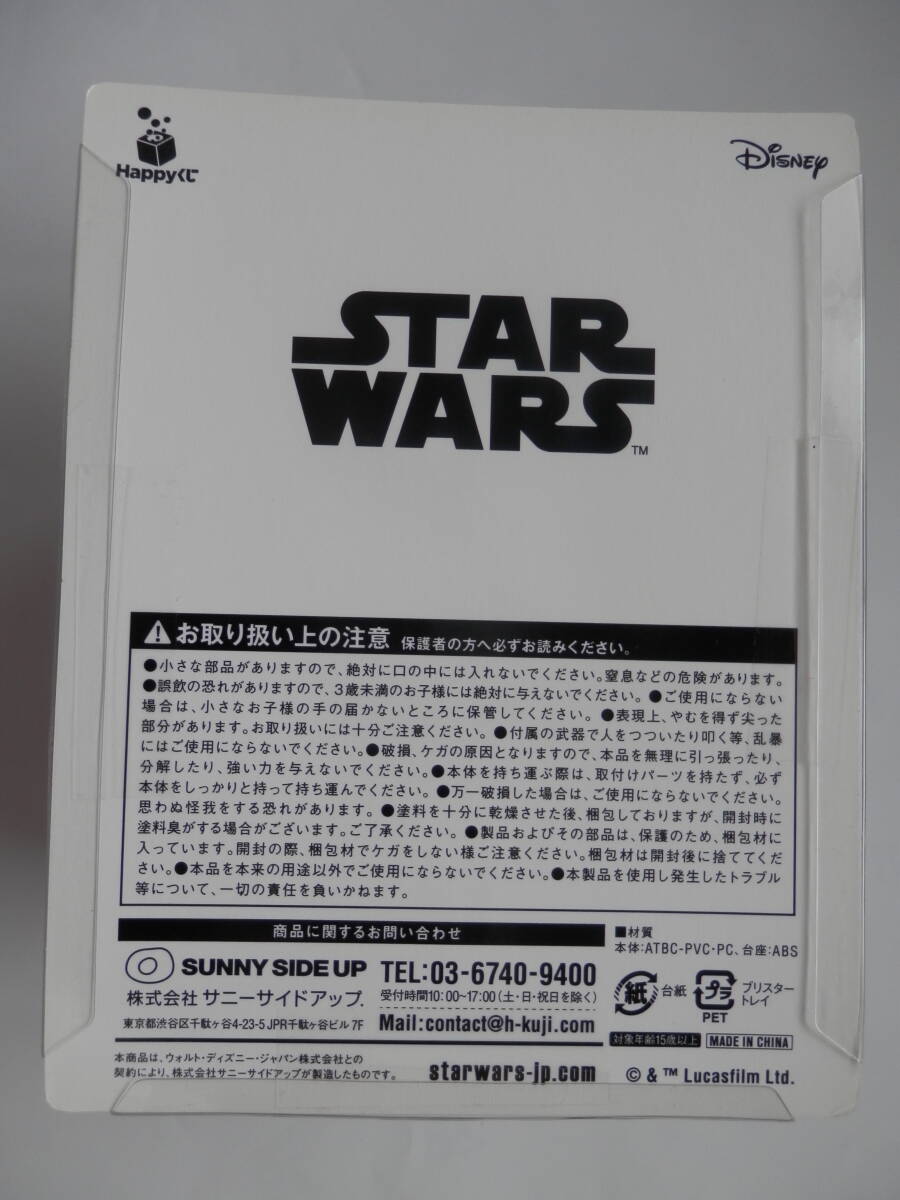 Happyくじ
Disney
STAR
WARS
TM
お取り扱い上の注意 保護者の方へ必ずお読みください。
●小さな部品がありますので、絶対に口の中には入れないでください。窒息などの危険があります。
●誤飲の恐れがありますので、3歳未満のお子様には絶対に与えないでください。●ご使用にならない
場合は、小さなお子様の手の届かないところに保管してください。●表現上、やむを得ず尖った
部分があります。お取り扱いには十分ご注意ください。●付属の武器で人をつついたり叩く等、乱暴
にはご使用にならないでください。●破損、ケガの原因となりますので、本品を無理に引っ張ったり、
分解したり、強い力を与えないでください。●本体を持ち運ぶ際は、取付けパーツを持たず、必ず
本体をしっかりと持って持ち運んでください。●万一破損した場合は、ご使用にならないでください。
思わぬ怪我をする恐れがあります。●塗料を十分に乾燥させた後、梱包しておりますが、開封時に
塗料臭がする場合がございます。ご了承ください。●製品およびその部品は、保護のため、梱包材に
入っています。開封の際、梱包材でケガをしない様ご注意ください。梱包材は開封後に捨ててくださ
い。●本品を本来の用途以外でご使用にならないでください。●本製品を使用し発生したトラブル
等について、一切の責任を負いかねます。
商品に関するお問い合わせ
SUNNY SIDE UP
株式会社 サニーサイドアップ.
東京都渋谷区千駄ヶ谷4-23-5 JPR千駄ヶ谷ビル 7F
TEL:03-6740-9400
受付時間10:00~17:00(土・日・祝日を除く)
Mail:contact@h-kuji.com
■材質
本体:ATBC-PVC・PC、台座:ABS
紙 台紙 プラ PET ブリスター
トレイ
対象年齢15歳以上 MADE IN CHINA
本商品は、ウォルト・ディズニー・ジャパン株式会社との
契約により、株式会社サニーサイドアップが製造したものです。
starwars-jp.com
© & ™ Lucasfilm Ltd.